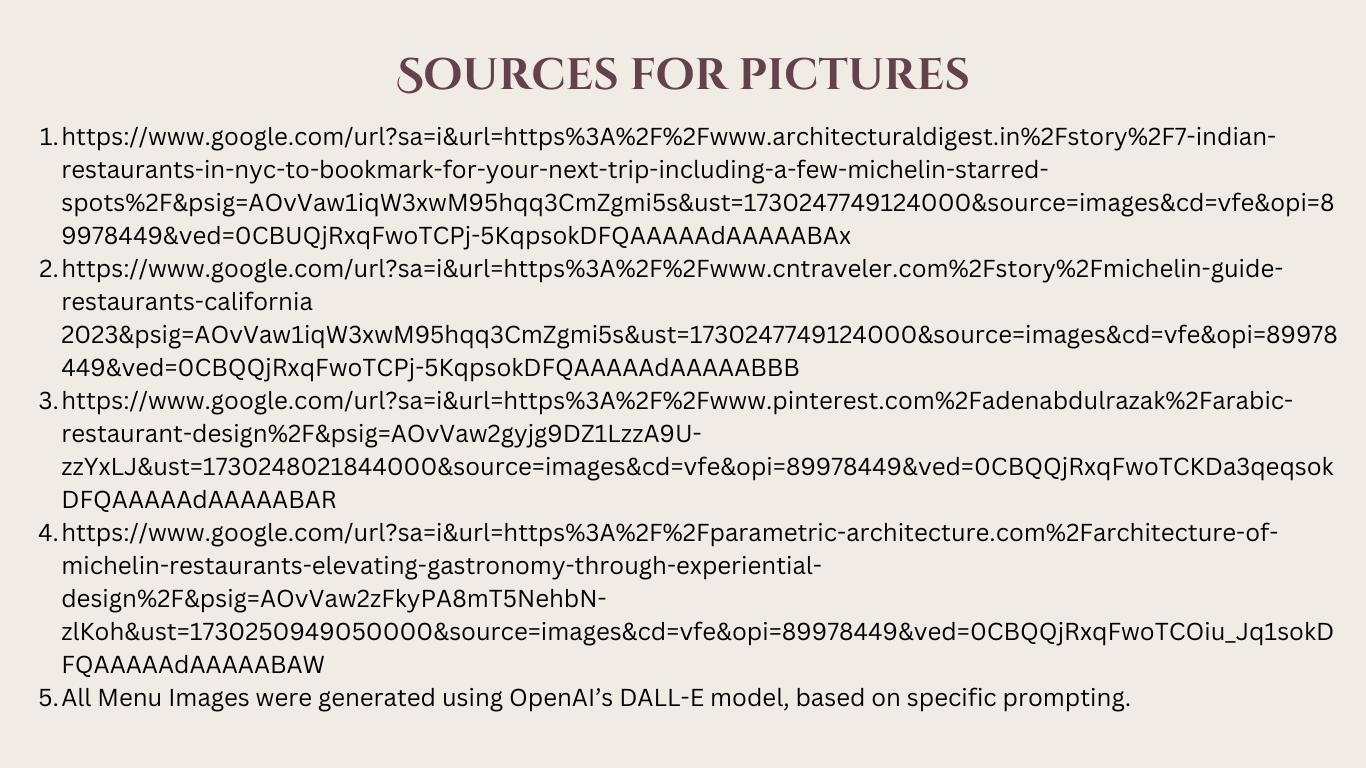 Sources for pictures
1. https://www.google.com/url?sa=i&url=https%3A%2F%2Fwww.architecturaldigest.in%2Fstory%2F7-indian-
restaurants-in-nyc-to-bookmark-for-your-next-trip-including-a-few-michelin-starred-
spots%2F&psig=AOvVaw1iqW3xwM95hqq3CmZgmi5s&ust=1730247749124000&source=images&cd=vfe&opi=8
9978449&ved=0CBUQjRxqFwoTCPj-5KqpsokDFQAAAAAdAAAAABAx
2. https://www.google.com/url?sa=i&url=https%3A%2F%2Fwww.cntraveler.com%2Fstory%2Fmichelin-guide-
restaurants-california
2023&psig=AOvVaw1iqW3xwM95hqq3CmZgmi5s&ust=1730247749124000&source=images&cd=vfe&opi=89978
449&ved=0CBQQjRxqFwoTCPj-5KqpsokDFQAAAAAdAAAAABBB
3. https://www.google.com/url?sa=i&url=https%3A%2F%2Fwww.pinterest.com%2Fadenabdulrazak%2Farabic-
restaurant-design%2F&psig=AOvVaw2gyjg9DZ1LzzA9U-
zzYxLJ&ust=1730248021844000&source=images&cd=vfe&opi=89978449&ved=0CBQQjRxqFwoTCKDa3qeqsok
DFQAAAAAdAAAAABAR
4. https://www.google.com/url?sa=i&url=https%3A%2F%2Fparametric-architecture.com%2Farchitecture-of-
michelin-restaurants-elevating-gastronomy-through-experiential-
design%2F&psig=AOvVaw2zFkyPA8mT5NehbN-
zlKoh&ust=1730250949050000&source=images&cd=vfe&opi=89978449&ved=0CBQQjRxqFwoTCOiu_Jq1sokD
FQAAAAAdAAAAABAW
5. All Menu Images were generated using OpenAI’s DALL-E model, based on specific prompting.